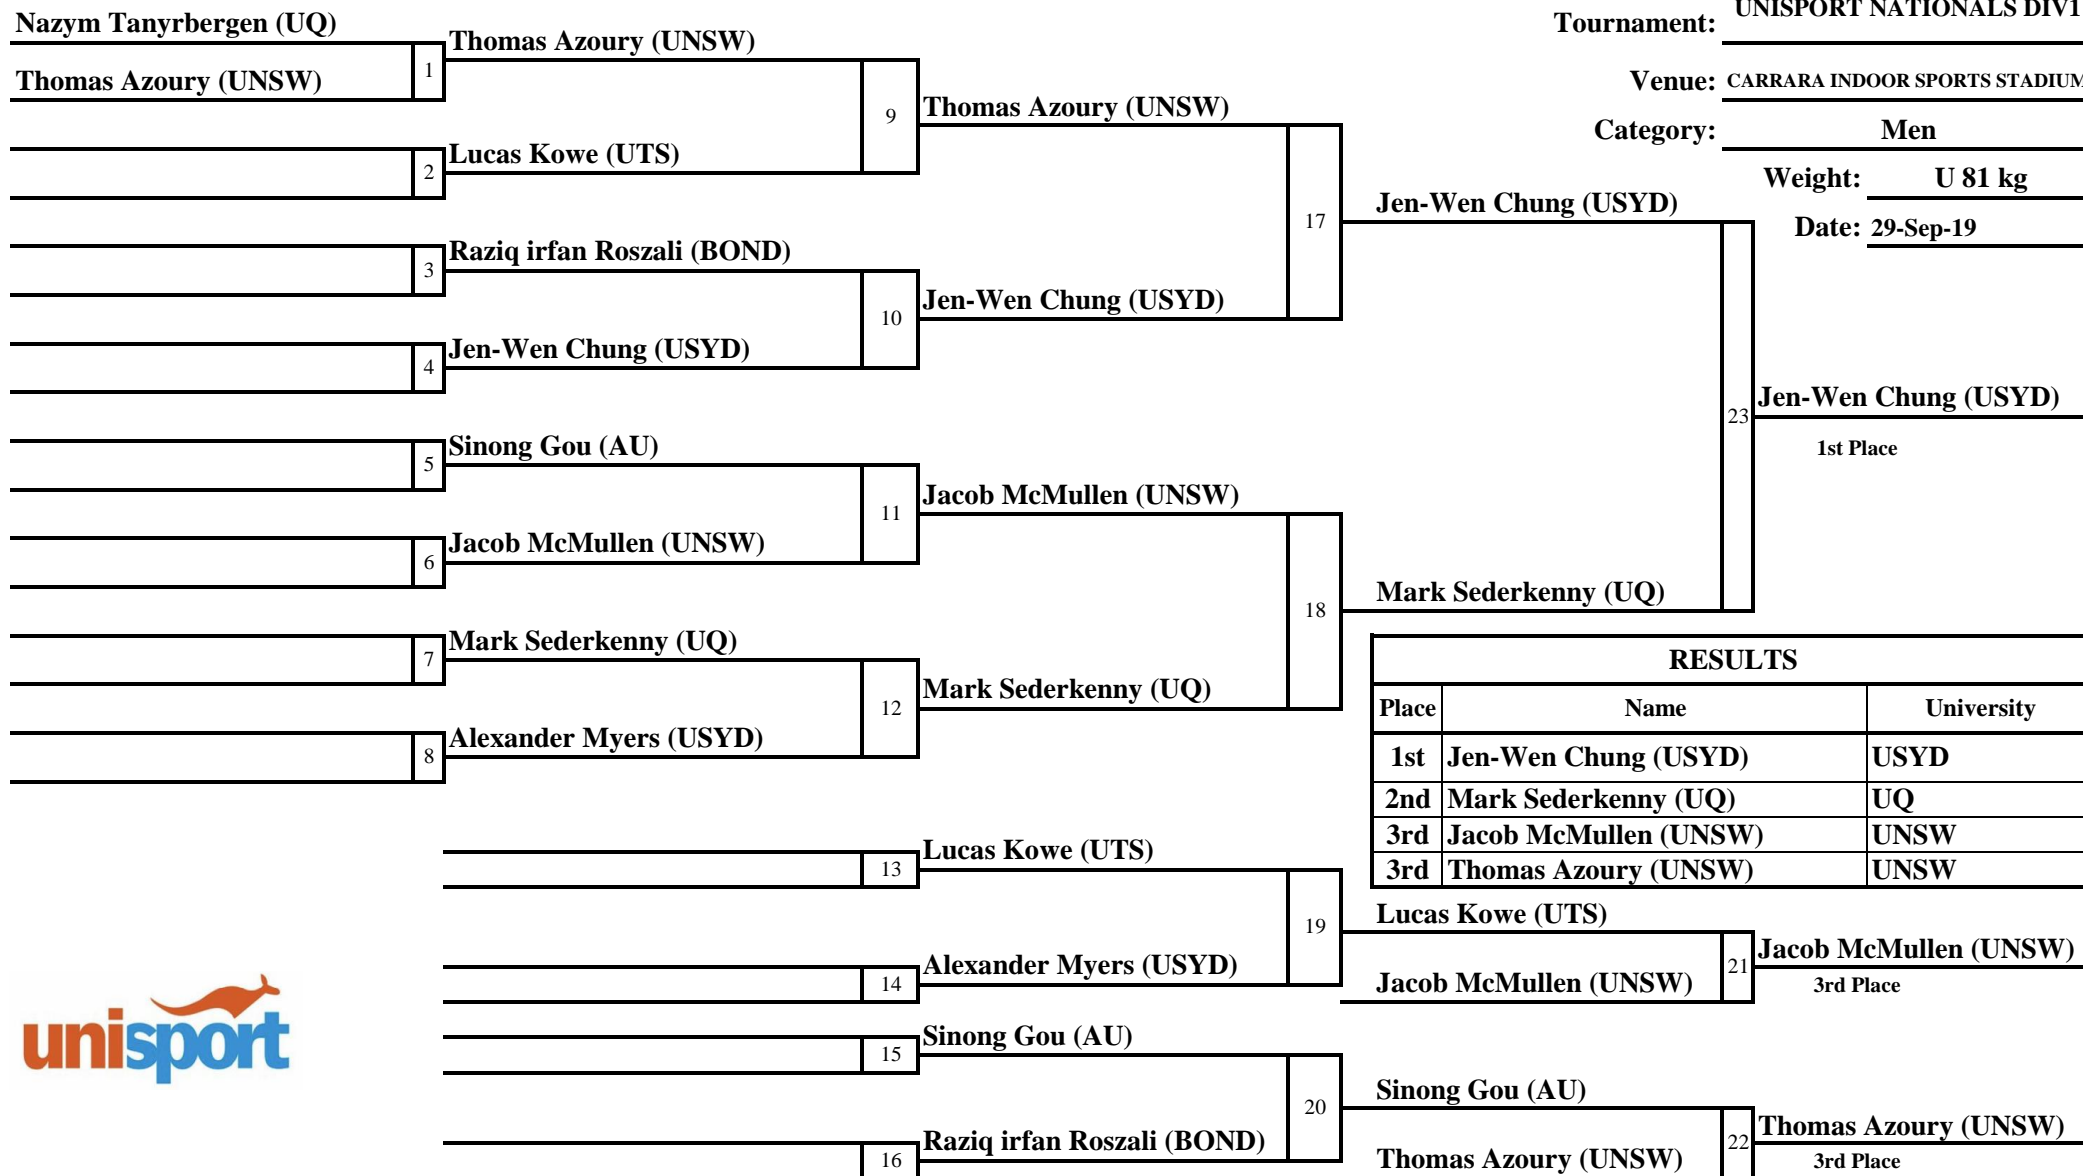 Nazym Tanyrbergen (UQ)
Thomas Azoury (UNSW)
1
Thomas Azoury (UNSW)
2
Lucas Kowe (UTS)
9
Thomas Azoury (UNSW)
3
Raziq irfan Roszali (BOND)
4
Jen-Wen Chung (USYD)
10
Jen-Wen Chung (USYD)
17
Jen-Wen Chung (USYD)
5
Sinong Gou (AU)
6
Jacob McMullen (UNSW)
11
Jacob McMullen (UNSW)
7
Mark Sederkenny (UQ)
8
Alexander Myers (USYD)
12
Mark Sederkenny (UQ)
18
Mark Sederkenny (UQ)
23
Jen-Wen Chung (USYD)
1st Place
Tournament: UNISPORT NATIONALS DIV1
Venue: CARRARA INDOOR SPORTS STADIUM
Category: Men
Weight: U 81 kg
Date: 29-Sep-19
RESULTS
Place Name University
1st Jen-Wen Chung (USYD) USYD
2nd Mark Sederkenny (UQ) UQ
3rd Jacob McMullen (UNSW) UNSW
3rd Thomas Azoury (UNSW) UNSW
13
Lucas Kowe (UTS)
14
Alexander Myers (USYD)
19
Lucas Kowe (UTS)
Jacob McMullen (UNSW)
21
Jacob McMullen (UNSW)
3rd Place
15
Sinong Gou (AU)
16
Raziq irfan Roszali (BOND)
20
Sinong Gou (AU)
Thomas Azoury (UNSW)
22
Thomas Azoury (UNSW)
3rd Place
unisport